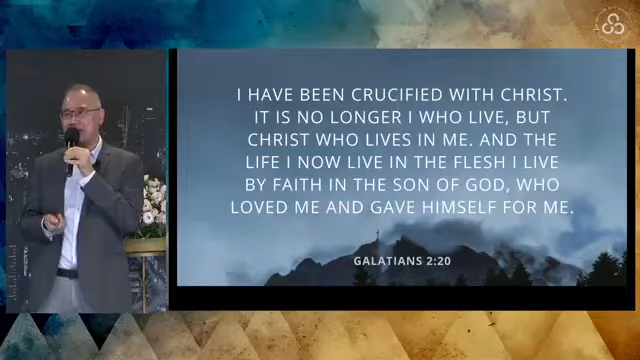 I HAVE BEEN CRUCIFIED WITH CHRIST.
IT IS NO LONGER I WHO LIVE, BUT
CHRIST WHO LIVES IN ME. AND THE
LIFE I NOW LIVE IN THE FLESH I LIVE
BY FAITH IN THE SON OF GOD, WHO
LOVED ME AND GAVE HIMSELF FOR ME.
GALATIANS 2:20